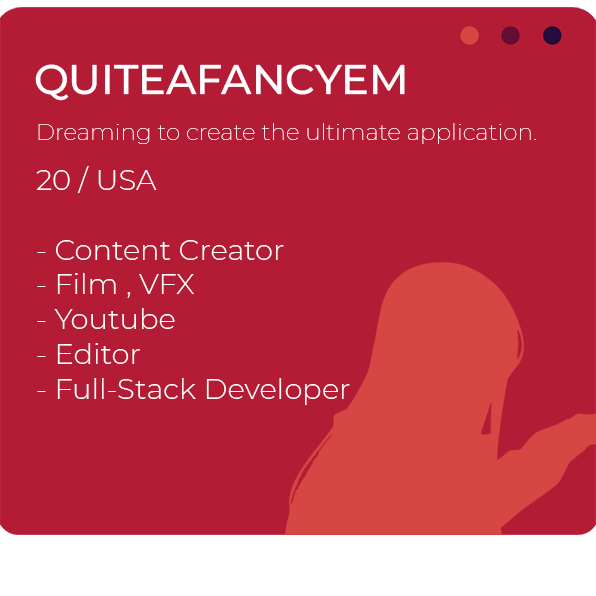 QUITEAFANCYEM
Dreaming to create the ultimate application.
20 / USA
- Content Creator
- Film , VFX
- Youtube
- Editor
- Full-Stack Developer